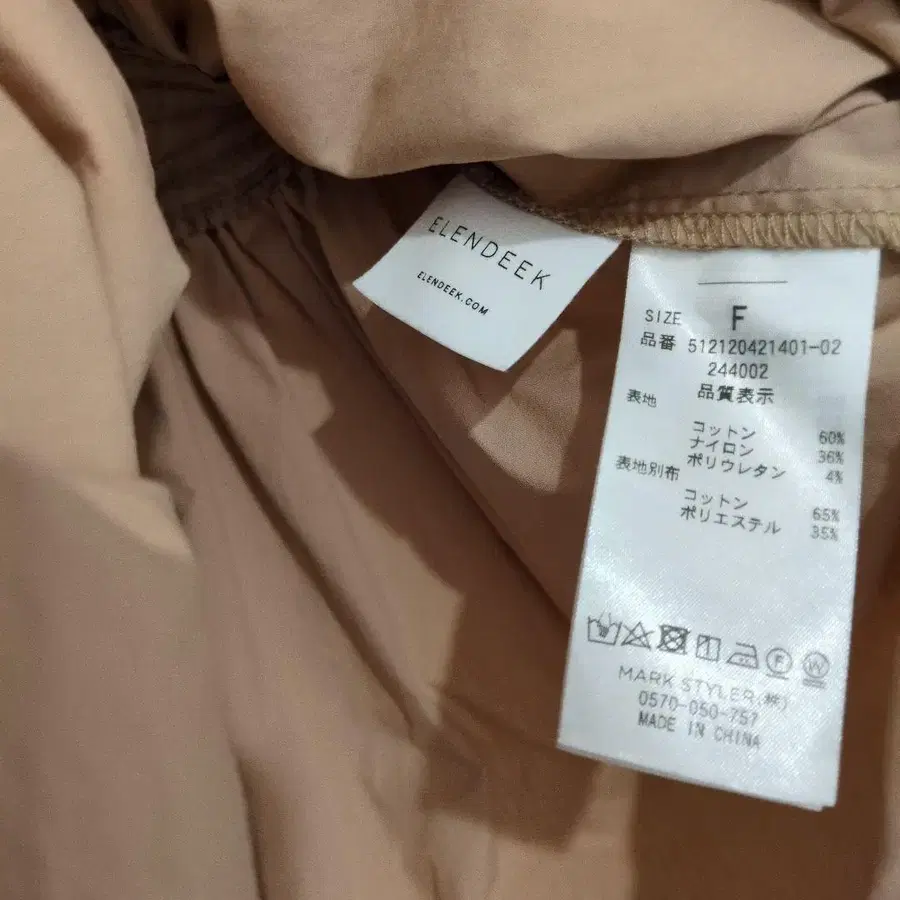 ELENDEEK
ELENDEEK.COM
SIZE F
品番 512120421401-02
244002
品質表示
表地
コットン 60%
ナイロン 36%
ポリウレタン 4%
表地別布
コットン 65%
ポリエステル 35%
F W
MARK STYLER(株)
0570-050-757
MADE IN CHINA